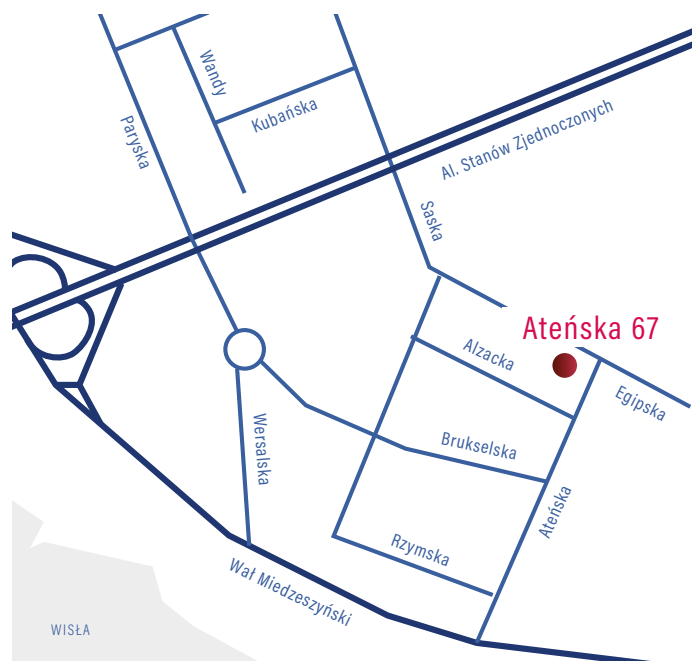 Wandy
Kubańska
Paryska
Al. Stanów Zjednoczonych
Saska
Ateńska 67
Alzacka
Egipska
Wersalska
Brukselska
Ateńska
Rzymska
Wał Miedzeszyński
WISŁA